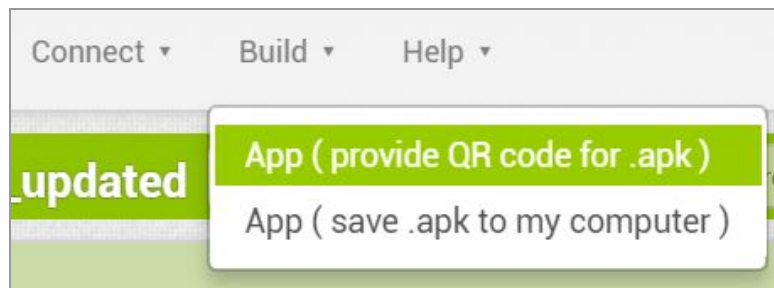 Connect ▾ Build ▾ Help ▾
App ( provide QR code for .apk )
_updated
App ( save .apk to my computer )